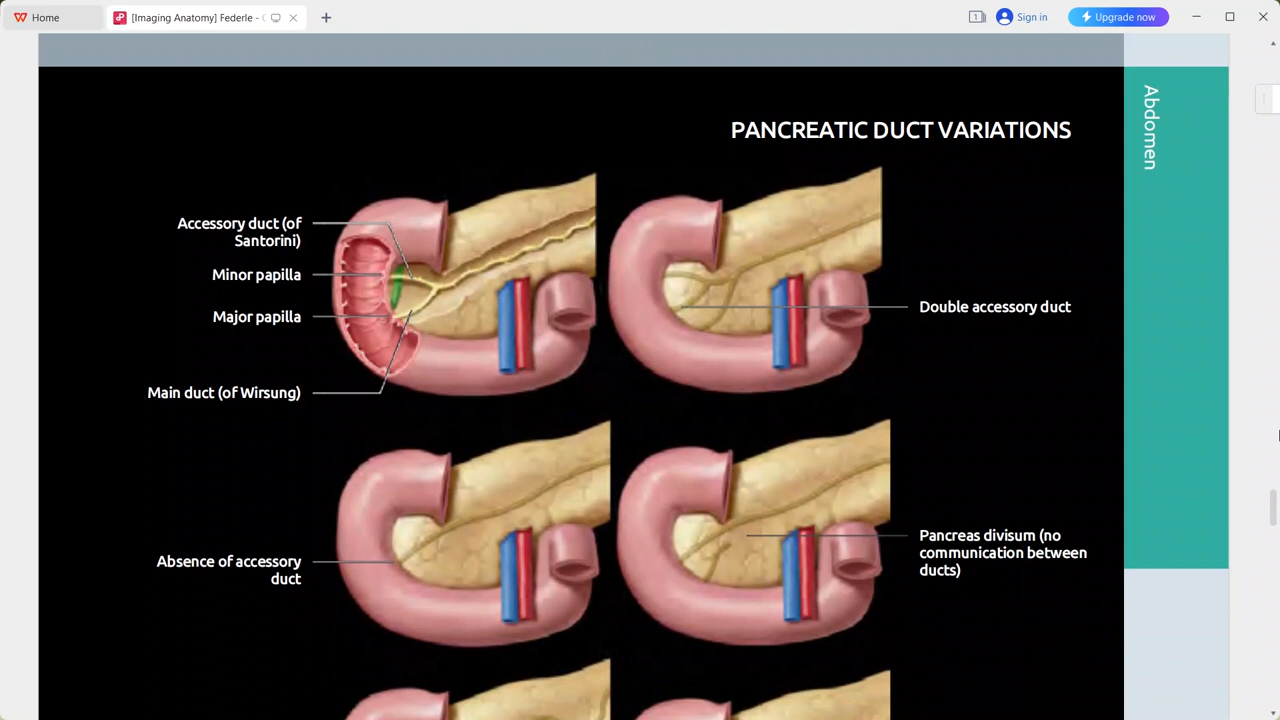 Home
[Imaging Anatomy] Federle -
1
Sign in
Upgrade now
Abdomen
PANCREATIC DUCT VARIATIONS
Accessory duct (of
Santorini)
Minor papilla
Major papilla
Main duct (of Wirsung)
Double accessory duct
Absence of accessory
duct
Pancreas divisum (no
communication between
ducts)